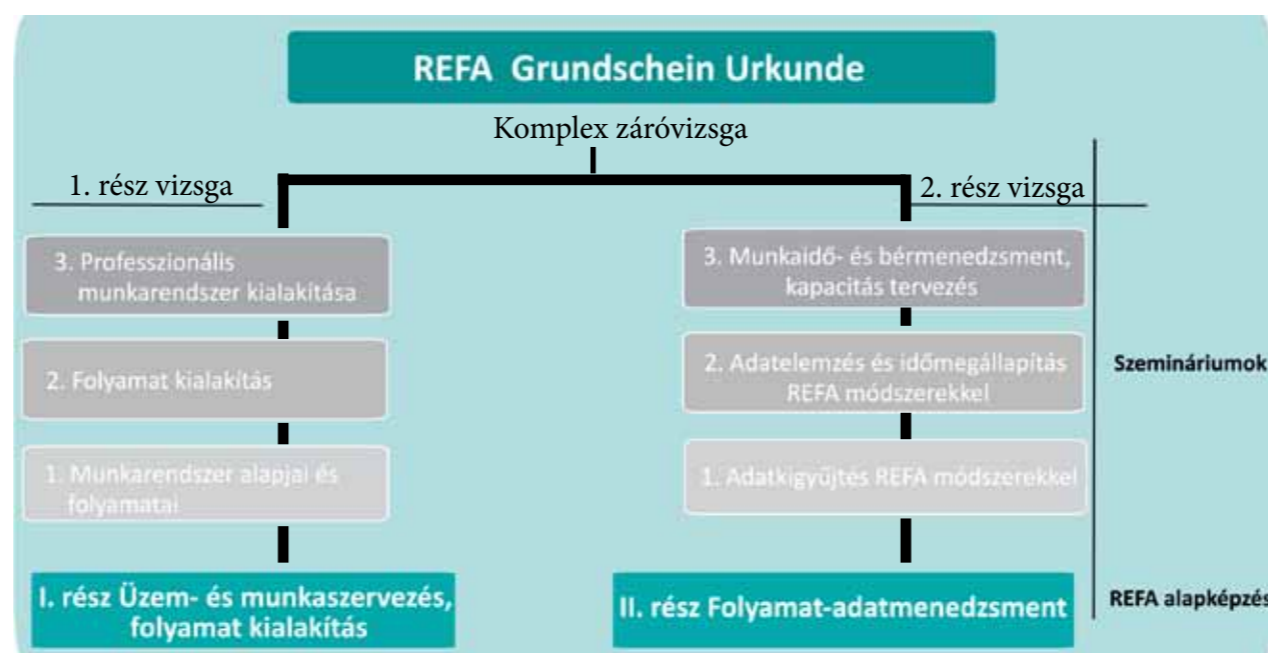 REFA Grundschein Urkunde
Komplex záróvizsga
1. rész vizsga
2. rész vizsga
3. Professzionális
munkarendszer kialakítása
2. Folyamat kialakítás
1. Munkarendszer alapjai és
folyamatai
3. Munkaidő- és bérmenedzsment,
kapacitás tervezés
2. Adatelemzés és időmegállapítás
REFA módszerekkel
1. Adatkigyűjtés REFA módszerekkel
Szemináriumok
I. rész Üzem- és munkaszervezés,
folyamat kialakítás
II. rész Folyamat-adatmenedzsment
REFA alapképzés